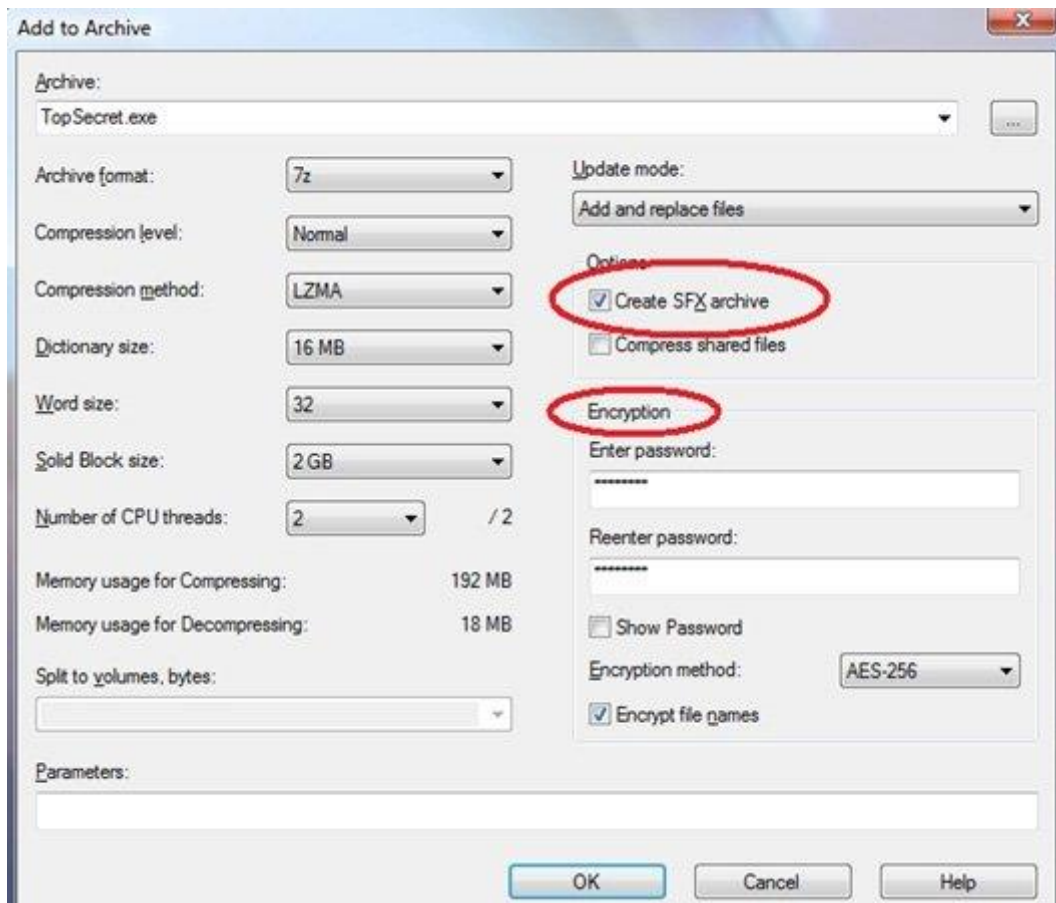 Add to Archive
Archive:
TopSecret.exe
...
Archive format:
7z
Compression level:
Normal
Compression method:
LZMA
Dictionary size:
16 MB
Word size:
32
Solid Block size:
2 GB
Number of CPU threads:
2
/ 2
Memory usage for Compressing:
192 MB
Memory usage for Decompressing:
18 MB
Split to volumes, bytes:
Update mode:
Add and replace files
Options
Create SFX archive
Compress shared files
Encryption
Enter password:
Reenter password:
Show Password
Encryption method:
AES-256
Encrypt file names
Parameters:
OK
Cancel
Help